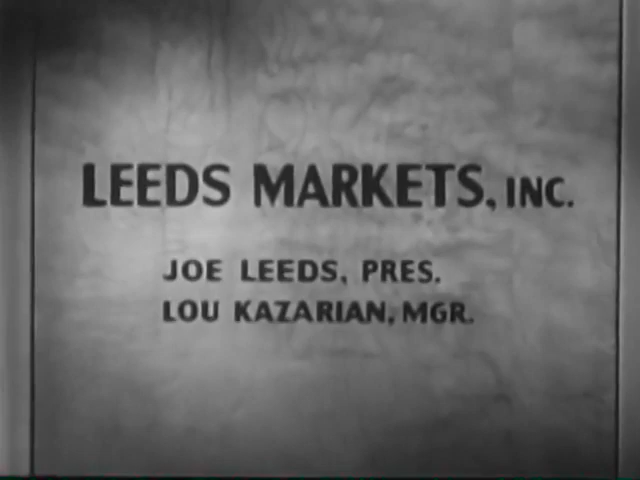 LEEDS MARKETS, INC.
JOE LEEDS, PRES.
LOU KAZARIAN, MGR.